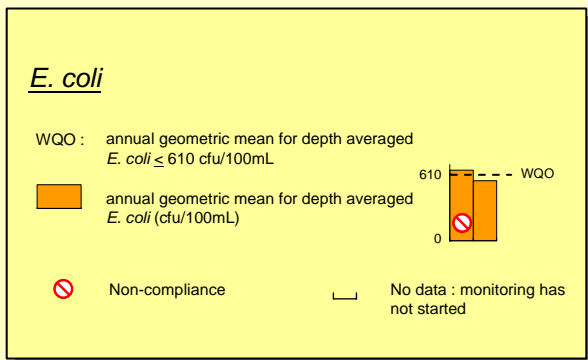 E. coli
WQO : annual geometric mean for depth averaged
E. coli ≤ 610 cfu/100mL
annual geometric mean for depth averaged
E. coli (cfu/100mL)
610
WQO
0
Non-compliance
No data : monitoring has
not started